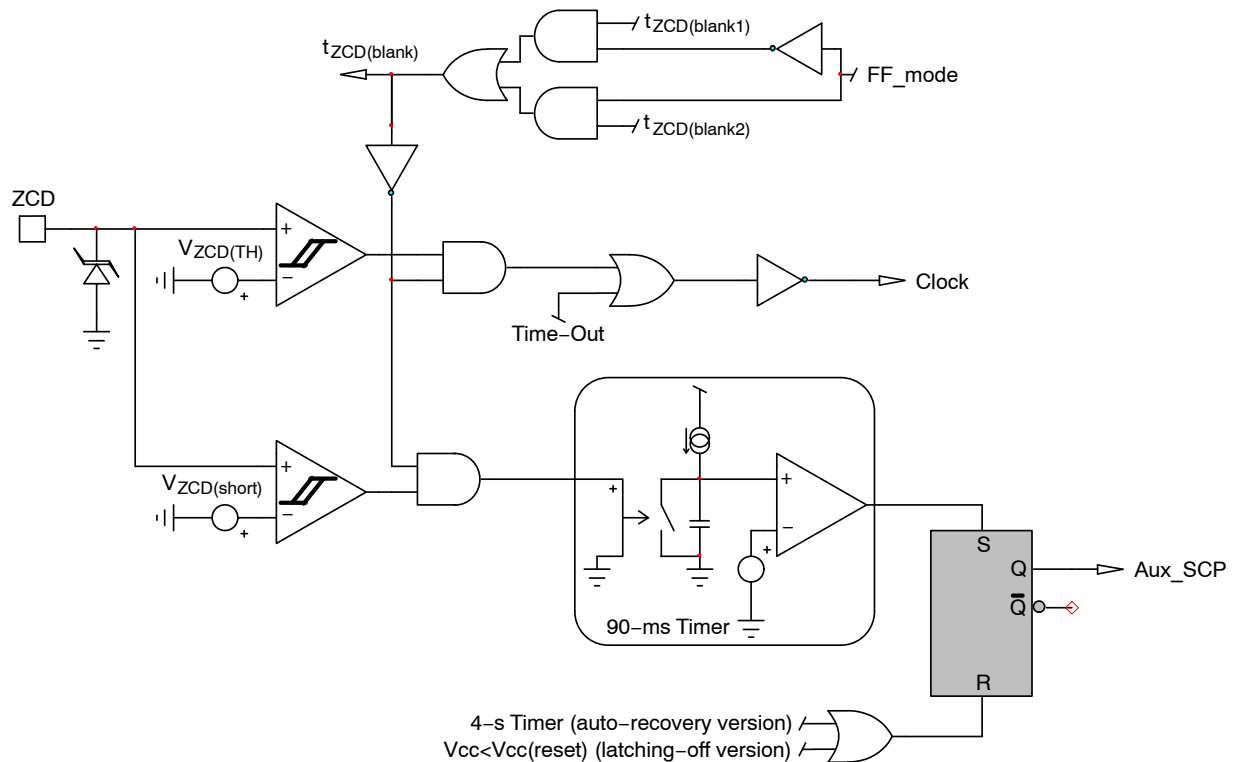 tZCD(blank1)
tZCD(blank)
FF_mode
tZCD(blank2)
ZCD
+
VZCD(TH)
−
+
Clock
Time−Out
+
VZCD(short)
−
+
+
+
−
+
S
Q
Aux_SCP
Q̅
90−ms Timer
R
4−s Timer (auto−recovery version)
Vcc<Vcc(reset) (latching−off version)